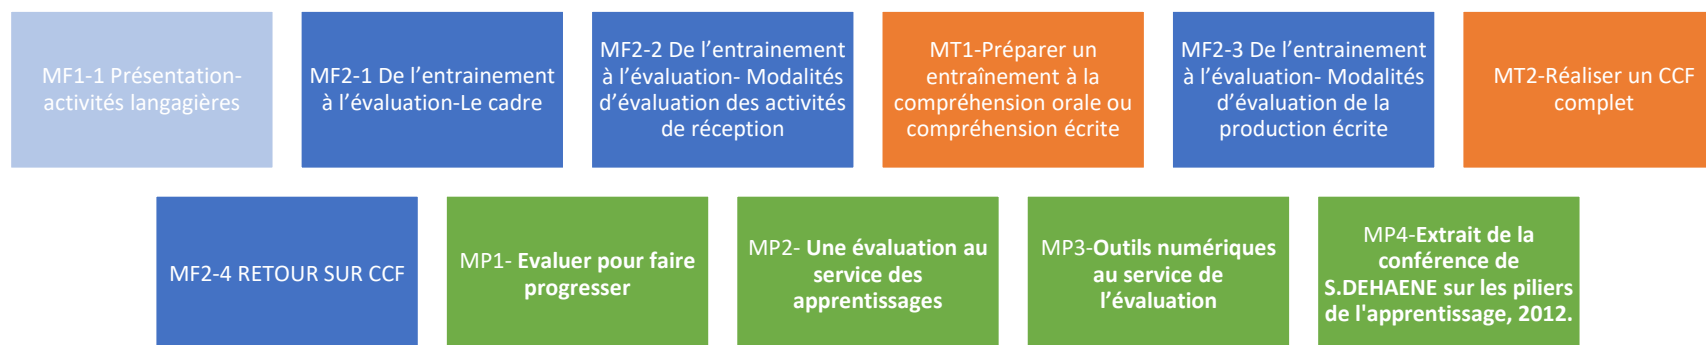 MF1-1 Présentation-
activités langagières
MF2-1 De l’entrainement
à l’évaluation-Le cadre
MF2-2 De l’entrainement
à l’évaluation- Modalités
d’évaluation des activités
de réception
MT1-Préparer un
entraînement à la
compréhension orale ou
compréhension écrite
MF2-3 De l’entrainement
à l’évaluation- Modalités
d’évaluation de la
production écrite
MT2-Réaliser un CCF
complet
MF2-4 RETOUR SUR CCF
MP1- Evaluer pour faire
progresser
MP2- Une évaluation au
service des
apprentissages
MP3-Outils numériques
au service de
l’évaluation
MP4-Extrait de la
conférence de
S.DEHAENE sur les piliers
de l'apprentissage, 2012.